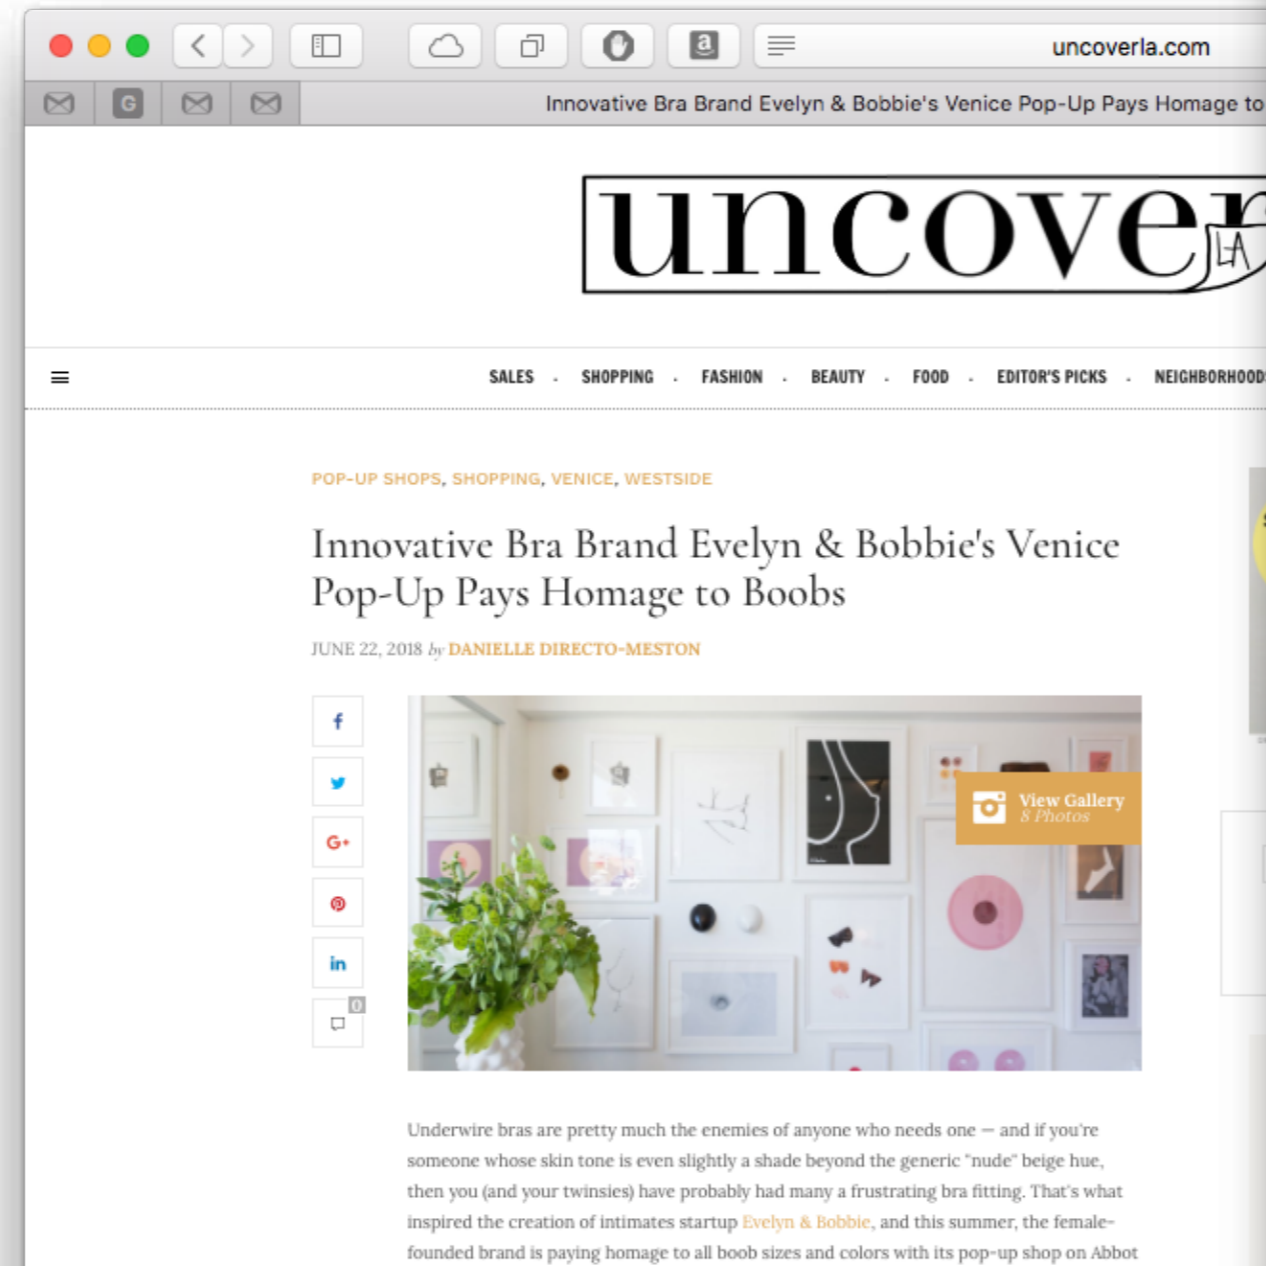 uncoverla.com
G
Innovative Bra Brand Evelyn & Bobbie's Venice Pop-Up Pays Homage to
uncover
LA
SALES · SHOPPING · FASHION · BEAUTY · FOOD · EDITOR'S PICKS · NEIGHBORHOODS
POP-UP SHOPS, SHOPPING, VENICE, WESTSIDE
Innovative Bra Brand Evelyn & Bobbie's Venice
Pop-Up Pays Homage to Boobs
JUNE 22, 2018 by DANIELLE DIRECTO-MESTON
View Gallery
8 Photos
0
Underwire bras are pretty much the enemies of anyone who needs one — and if you're
someone whose skin tone is even slightly a shade beyond the generic "nude" beige hue,
then you (and your twinsies) have probably had many a frustrating bra fitting. That's what
inspired the creation of intimates startup Evelyn & Bobbie, and this summer, the female-
founded brand is paying homage to all boob sizes and colors with its pop-up shop on Abbot